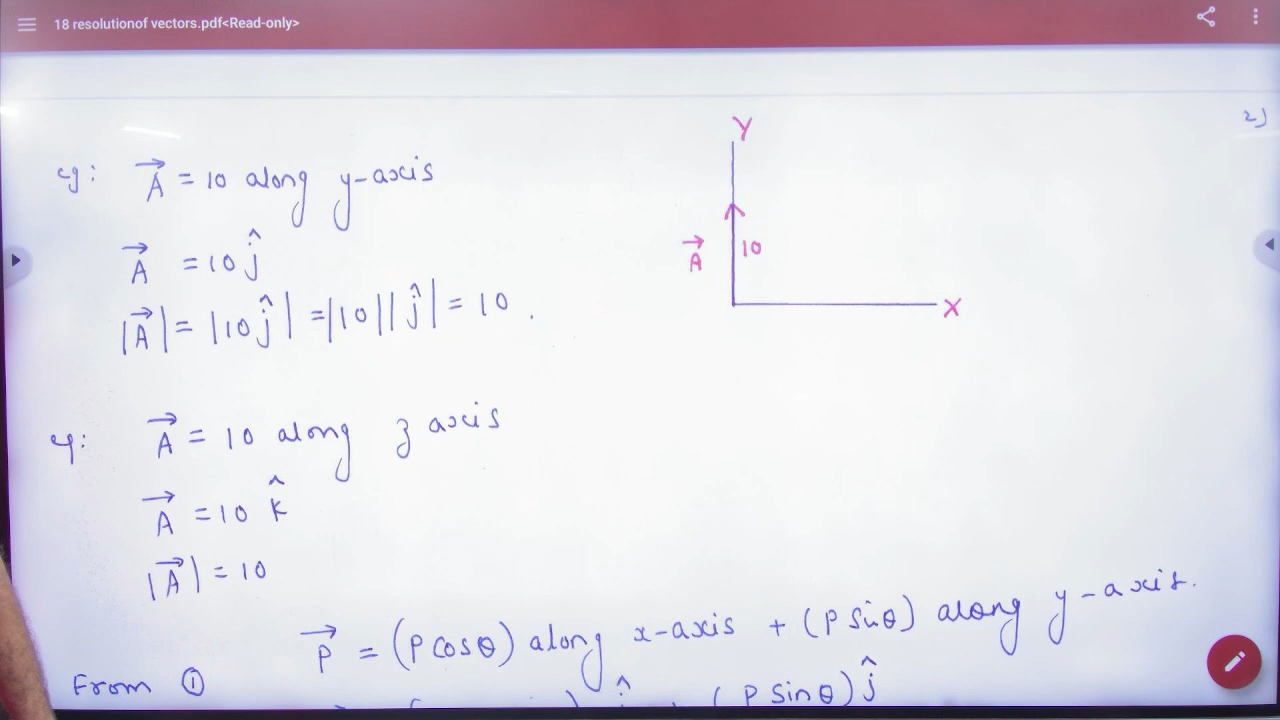 18 resolutionof vectors.pdf<Read-only>
2)
eg: A⃗ = 10 along y-axis
A⃗ = 10 ĵ
|A⃗| = |10 ĵ| = |10||ĵ| = 10 .
Y
A⃗ 10
X
eg: A⃗ = 10 along z axis
A⃗ = 10 k̂
|A⃗| = 10
P⃗ = (P cosθ) along x-axis + (P sinθ) along y-axis.
From ①
(P sinθ) ĵ